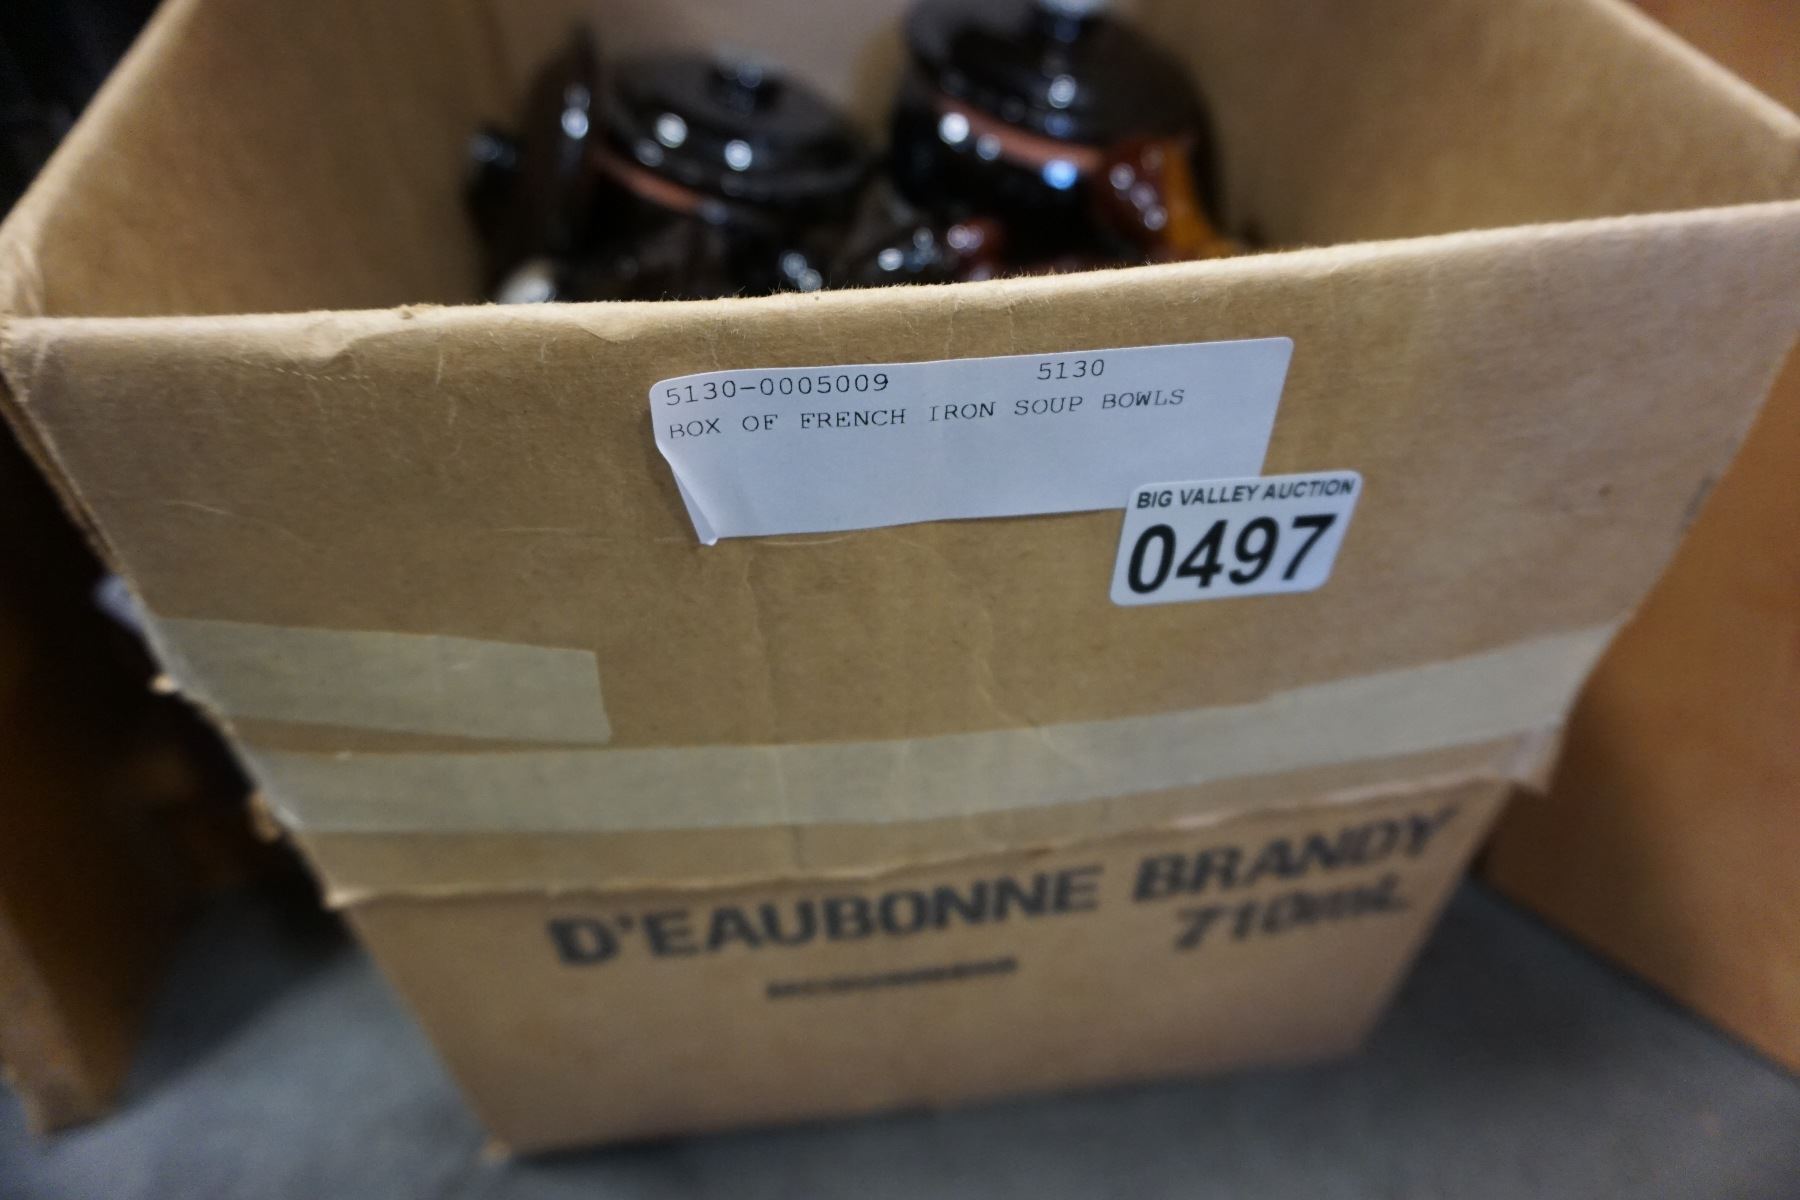 5130-0005009 5130
BOX OF FRENCH IRON SOUP BOWLS
BIG VALLEY AUCTION
0497
D'EAUBONNE BRANDY
710mL